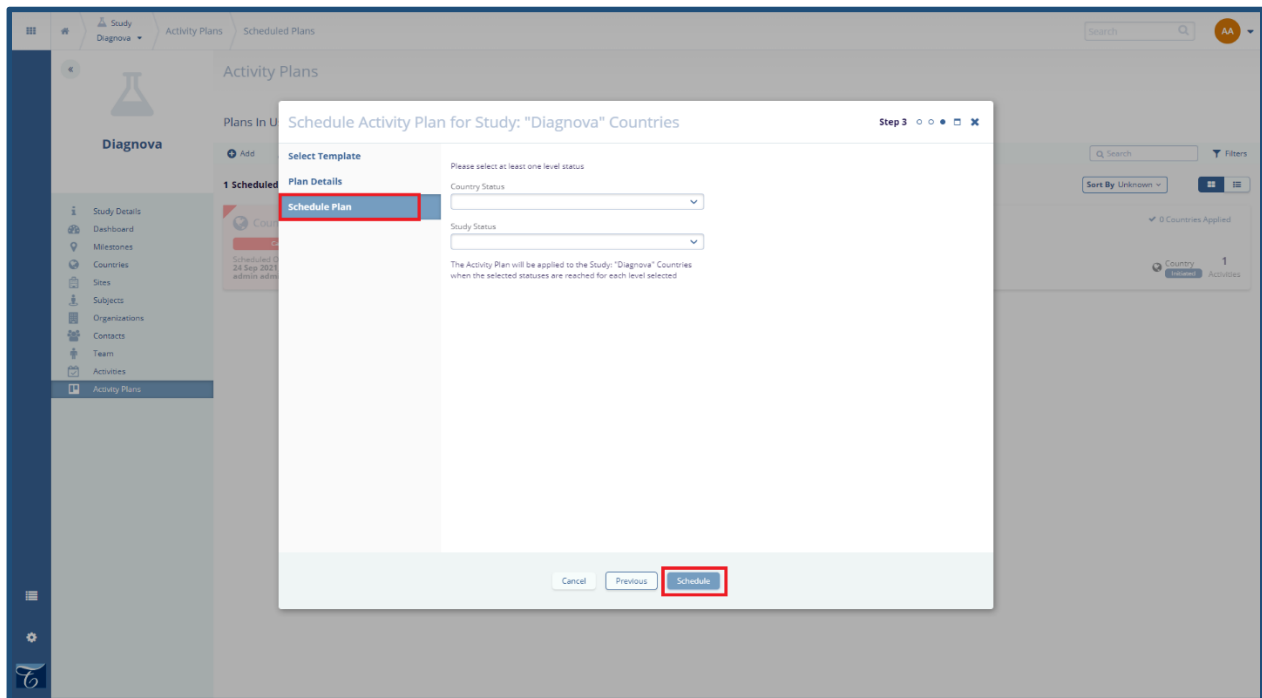 Study
Diagnova
Activity Plans
Scheduled Plans
Search
AA
Activity Plans
Diagnova
Plans In U
Add
Search
Filters
1 Scheduled
Sort By Unknown
Study Details
Dashboard
Milestones
Countries
Sites
Subjects
Organizations
Contacts
Team
Activities
Activity Plans
Coun
Ca
Scheduled O
24 Sep 2021
admin adm
0 Countries Applied
Country
Initiated
1
Activities
Schedule Activity Plan for Study: "Diagnova" Countries
Step 3
Select Template
Plan Details
Schedule Plan
Please select at least one level status
Country Status
Study Status
The Activity Plan will be applied to the Study: "Diagnova" Countries
when the selected statuses are reached for each level selected
Cancel
Previous
Schedule